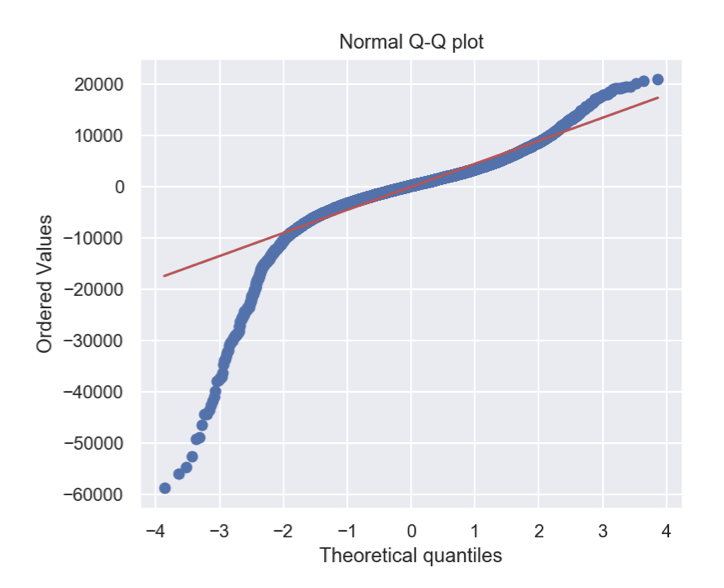 Normal Q-Q plot
20000
10000
0
−10000
−20000
−30000
−40000
−50000
−60000
Ordered Values
−4 −3 −2 −1 0 1 2 3 4
Theoretical quantiles